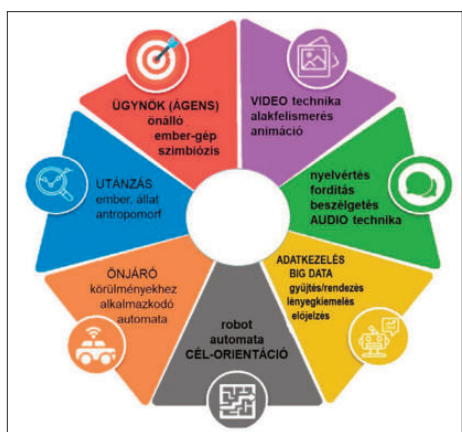 ÜGYNÖK (ÁGENS)
önálló
ember-gép
szimbiózis
VIDEO technika
alakfelismerés
animáció
nyelvértés
fordítás
beszélgetés
AUDIO technika
ADATKEZELÉS
BIG DATA
gyűjtés/rendezés
lényegkiemelés
előjelzés
robot
automata
CÉL-ORIENTÁCIÓ
ÖNJÁRÓ
körülményekhez
alkalmazkodó
automata
UTÁNZÁS
ember, állat
antropomorf